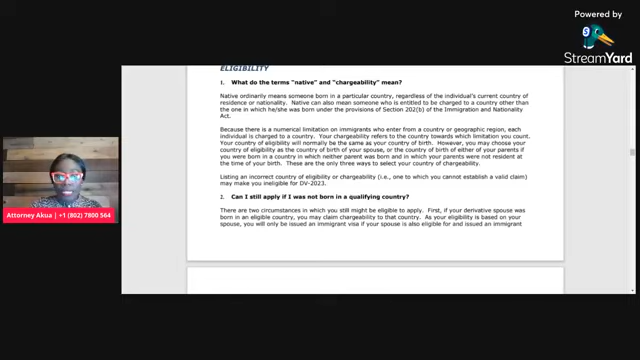 Powered by
StreamYard
ELIGIBILITY
1. What do the terms "native" and "chargeability" mean?
Native ordinarily means someone born in a particular country, regardless of the individual's current country of
residence or nationality. Native can also mean someone who is entitled to be charged to a country other than
the one in which he/she was born under the provisions of Section 202(b) of the Immigration and Nationality
Act.
Because there is a numerical limitation on immigrants who enter from a country or geographic region, each
individual is charged to a country. Your chargeability refers to the country towards which limitation you count.
Your country of eligibility will normally be the same as your country of birth. However, you may choose your
country of eligibility as the country of birth of your spouse, or the country of birth of either of your parents if
you were born in a country in which neither parent was born and in which your parents were not resident at
the time of your birth. These are the only three ways to select your country of chargeability.
Listing an incorrect country of eligibility or chargeability (i.e., one to which you cannot establish a valid claim)
may make you ineligible for DV-2023.
2. Can I still apply if I was not born in a qualifying country?
There are two circumstances in which you still might be eligible to apply. First, if your derivative spouse was
born in an eligible country, you may claim chargeability to that country. As your eligibility is based on your
spouse, you will only be issued an immigrant visa if your spouse is also eligible for and issued an immigrant
Attorney Akua | +1 (802) 7800 564